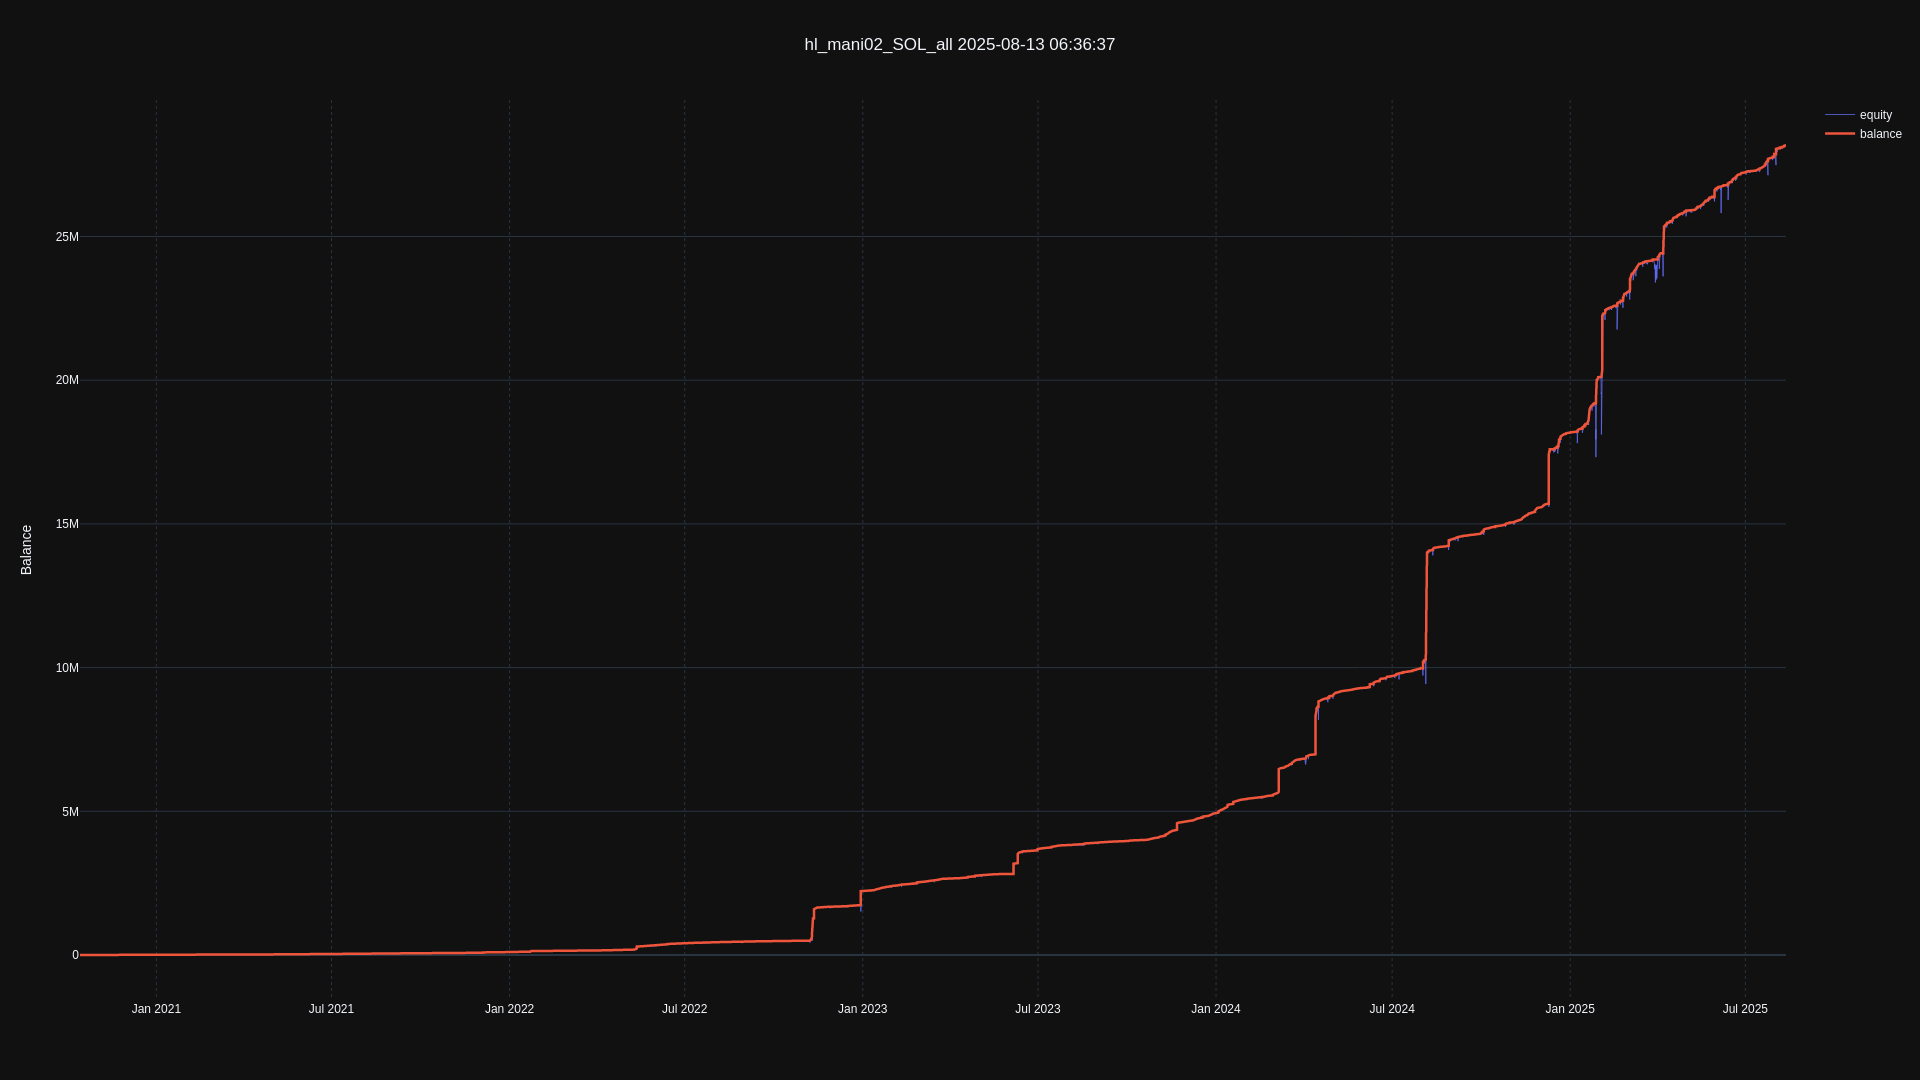 hl_mani02_SOL_all 2025-08-13 06:36:37
equity
balance
Balance
25M
20M
15M
10M
5M
0
Jan 2021
Jul 2021
Jan 2022
Jul 2022
Jan 2023
Jul 2023
Jan 2024
Jul 2024
Jan 2025
Jul 2025